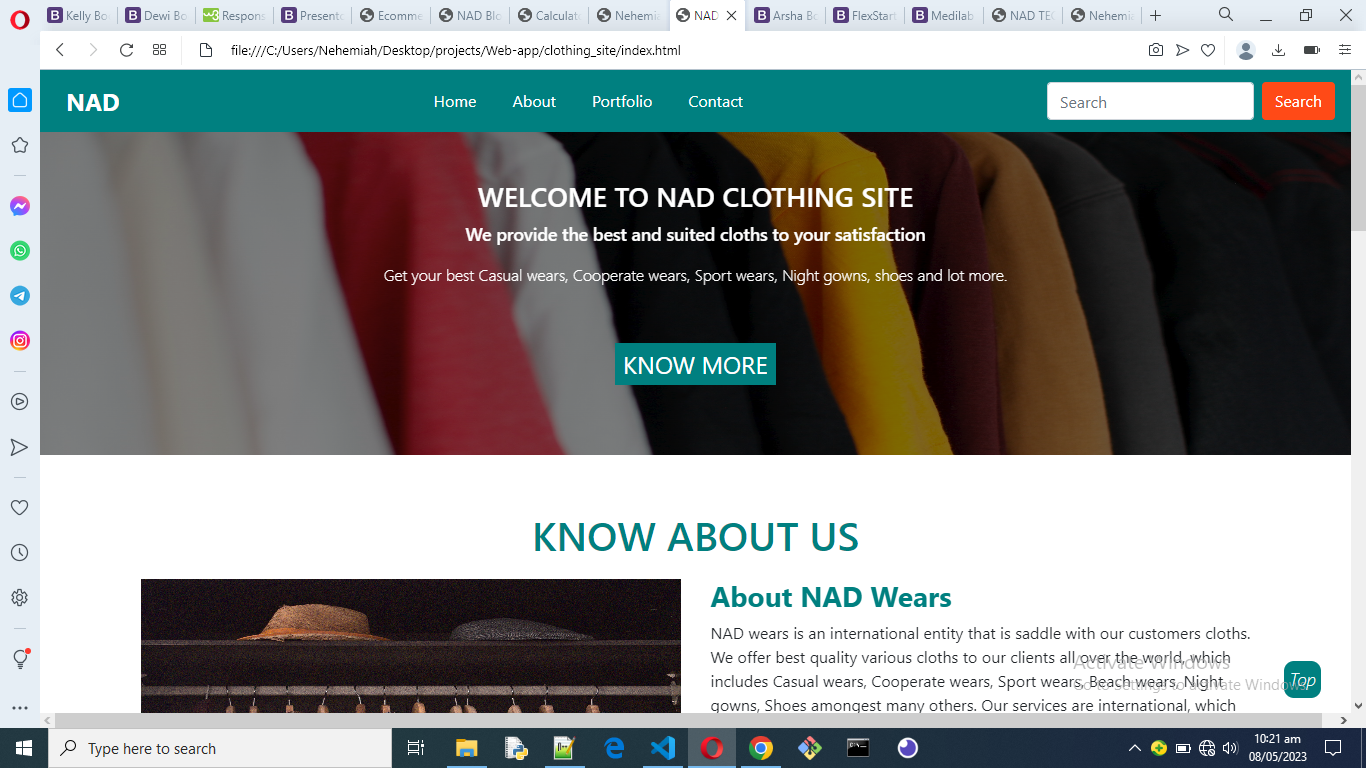 Kelly Bo
Dewi Bo
Respons
Presento
Ecomme
NAD Blo
Calculat
Nehemia
NAD
Arsha Bo
FlexStart
Medilab
NAD TEC
Nehemia
file:///C:/Users/Nehemiah/Desktop/projects/Web-app/clothing_site/index.html
NAD
Home
About
Portfolio
Contact
Search
Search
WELCOME TO NAD CLOTHING SITE
We provide the best and suited cloths to your satisfaction
Get your best Casual wears, Cooperate wears, Sport wears, Night gowns, shoes and lot more.
KNOW MORE
KNOW ABOUT US
About NAD Wears
NAD wears is an international entity that is saddle with our customers cloths.
We offer best quality various cloths to our clients all over the world, which
includes Casual wears, Cooperate wears, Sport wears, Beach wears, Night
gowns, Shoes amongest many others. Our services are international, which
Activate Windows
Go to Settings to activate Windows.
Top
Type here to search
10:21 am
08/05/2023